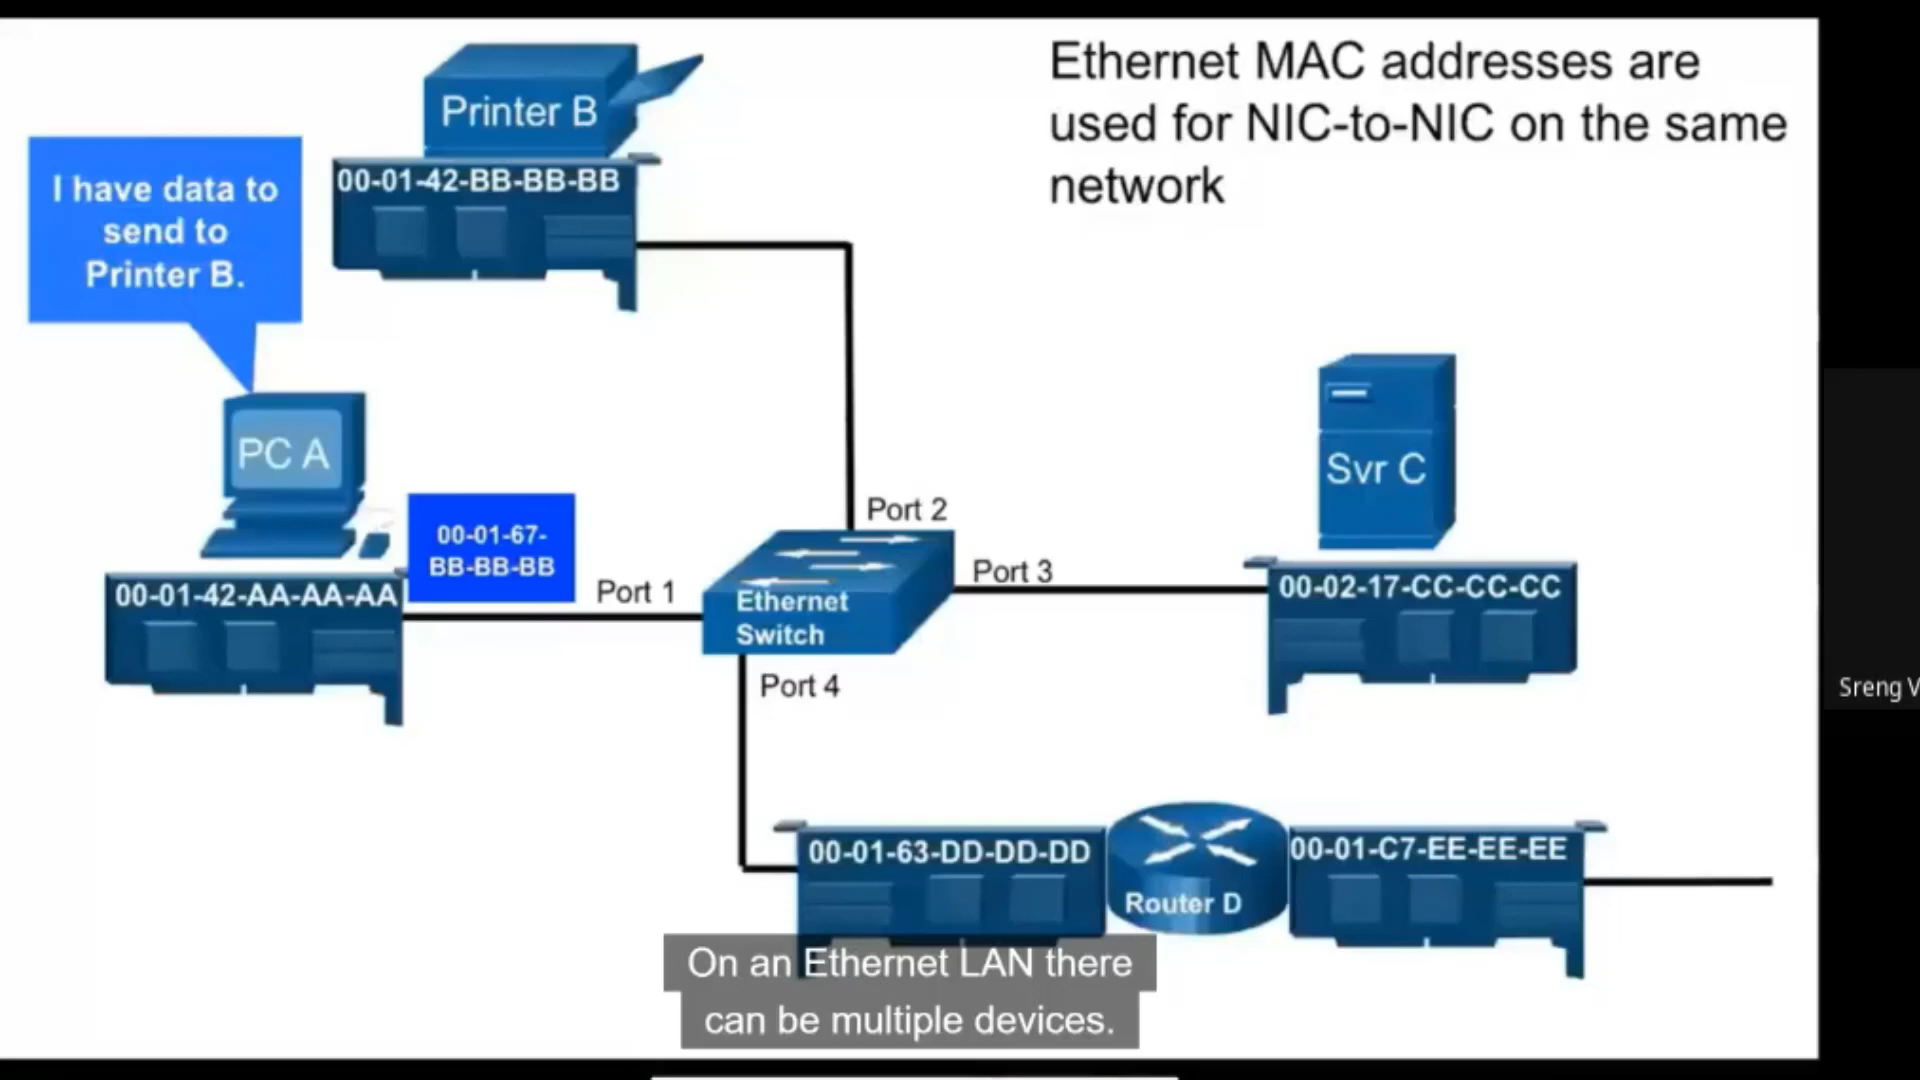 Ethernet MAC addresses are
used for NIC-to-NIC on the same
network
Printer B
00-01-42-BB-BB-BB
I have data to
send to
Printer B.
PC A
00-01-42-AA-AA-AA
00-01-67-
BB-BB-BB
Port 1
Port 2
Port 3
Port 4
Ethernet
Switch
Svr C
00-02-17-CC-CC-CC
00-01-63-DD-DD-DD
Router D
00-01-C7-EE-EE-EE
On an Ethernet LAN there
can be multiple devices.
Sreng V